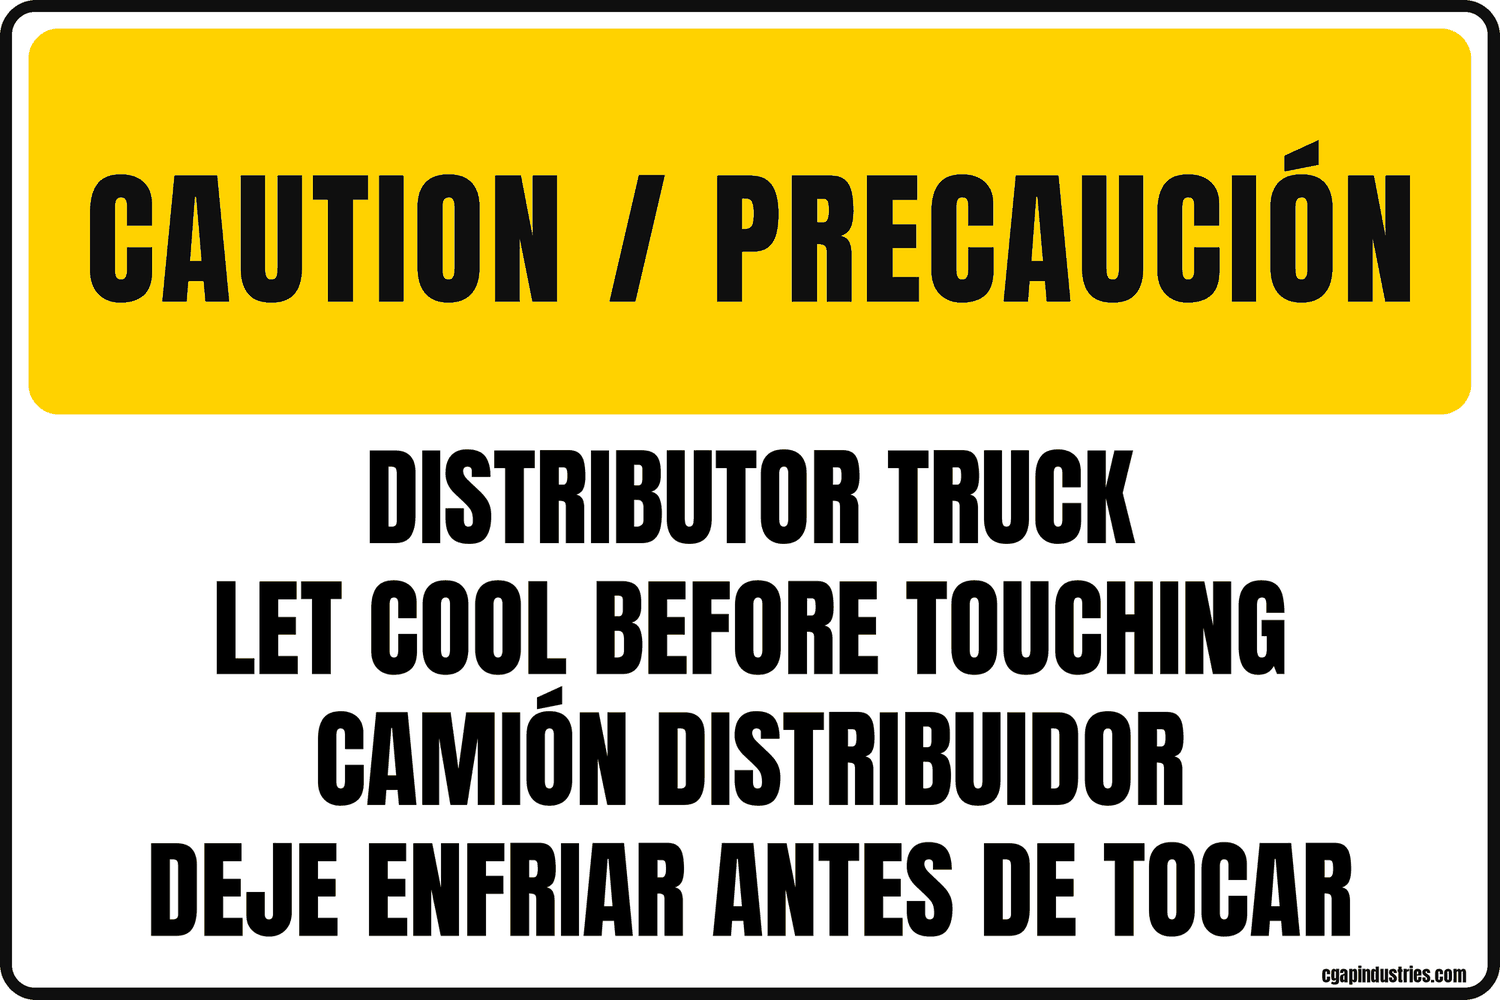 CAUTION / PRECAUCIÓN
DISTRIBUTOR TRUCK
LET COOL BEFORE TOUCHING
CAMIÓN DISTRIBUIDOR
DEJE ENFRIAR ANTES DE TOCAR
cgapindustries.com